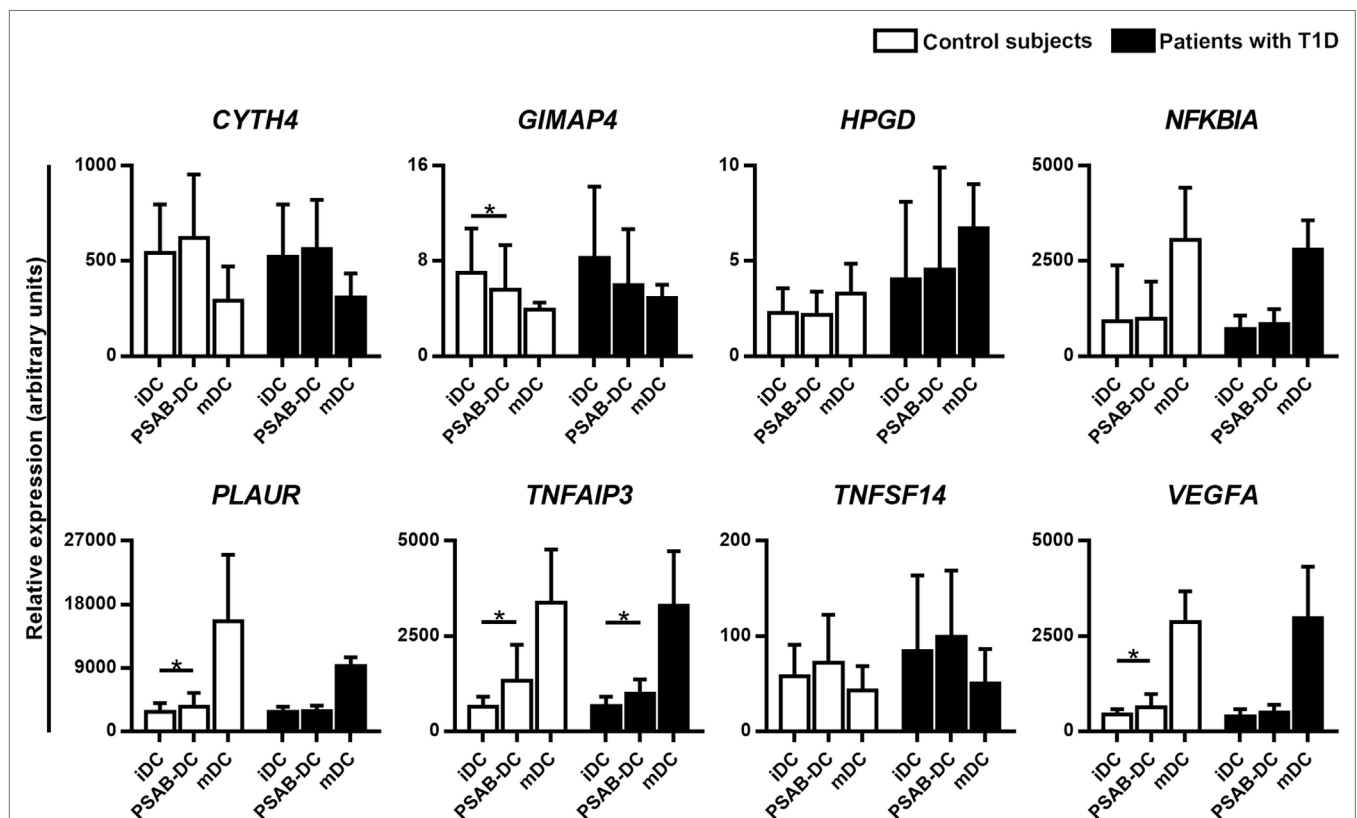 Control subjects Patients with T1D
CYTH4 GIMAP4 HPGD NFKBIA
Relative expression (arbitrary units)
1000
500
0
iDC PSAB-DC mDC iDC PSAB-DC mDC
16
*
8
0
iDC PSAB-DC mDC iDC PSAB-DC mDC
10
5
0
iDC PSAB-DC mDC iDC PSAB-DC mDC
5000
2500
0
iDC PSAB-DC mDC iDC PSAB-DC mDC
PLAUR TNFAIP3 TNFSF14 VEGFA
27000
18000
9000
*
0
iDC PSAB-DC mDC iDC PSAB-DC mDC
5000
2500
* *
0
iDC PSAB-DC mDC iDC PSAB-DC mDC
200
100
0
iDC PSAB-DC mDC iDC PSAB-DC mDC
5000
2500
*
0
iDC PSAB-DC mDC iDC PSAB-DC mDC